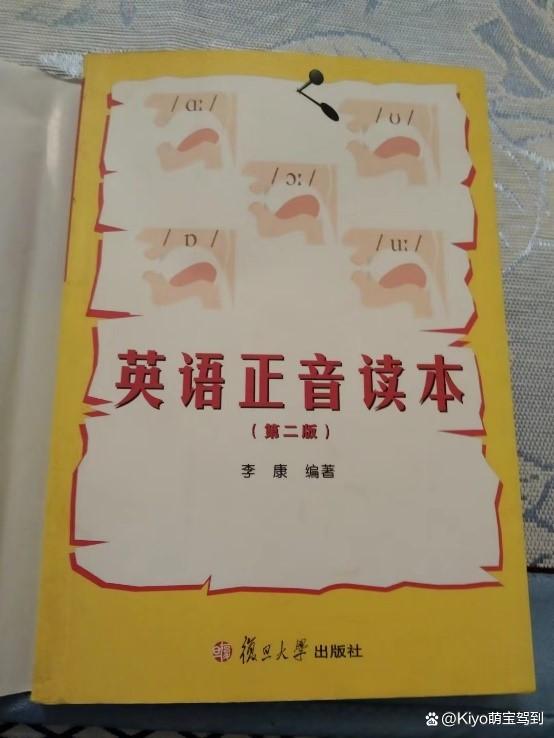 / ɑː /
/ ʊ /
/ ɔː /
/ ɒ /
/ uː /
英语正音读本
(第二版)
李 康 编著
復旦大學出版社
@Kiyo萌宝驾到